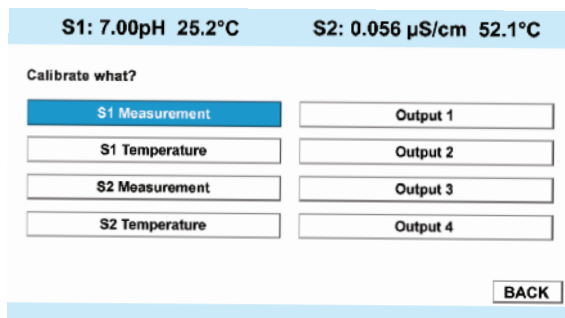 S1: 7.00pH 25.2°C S2: 0.056 µS/cm 52.1°C
Calibrate what?
S1 Measurement Output 1
S1 Temperature Output 2
S2 Measurement Output 3
S2 Temperature Output 4
BACK